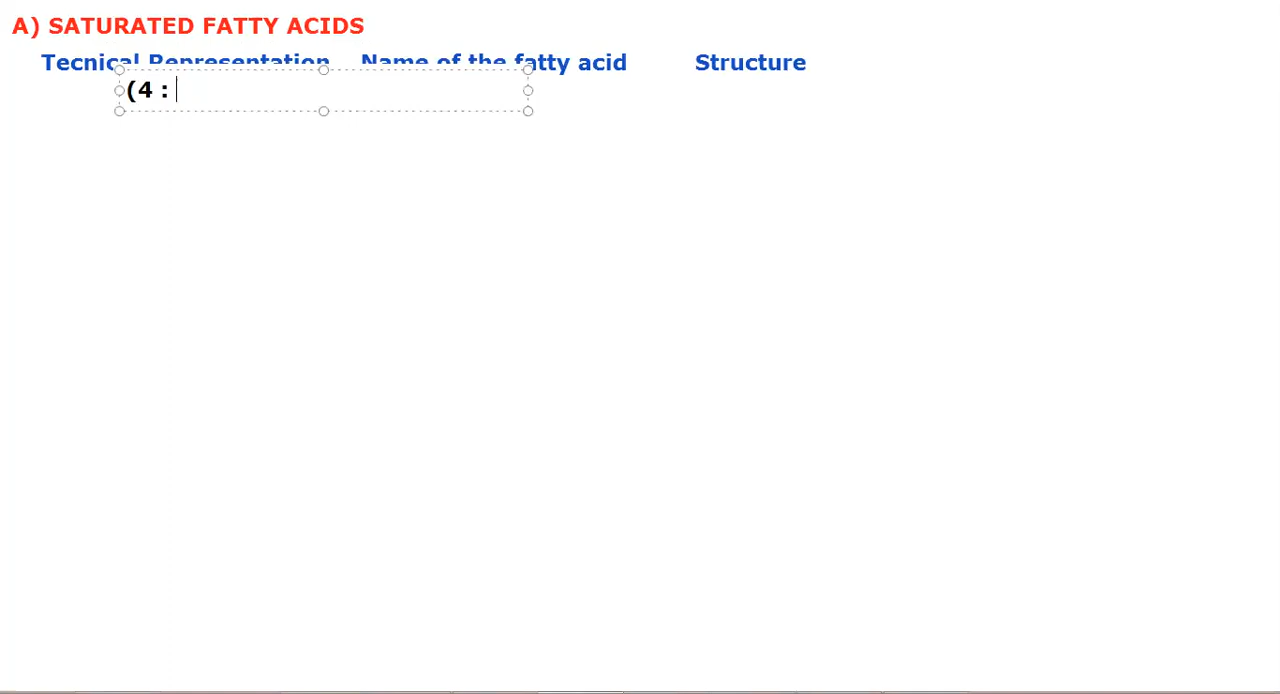 A) SATURATED FATTY ACIDS
Tecnical Representation Name of the fatty acid Structure
(4 :